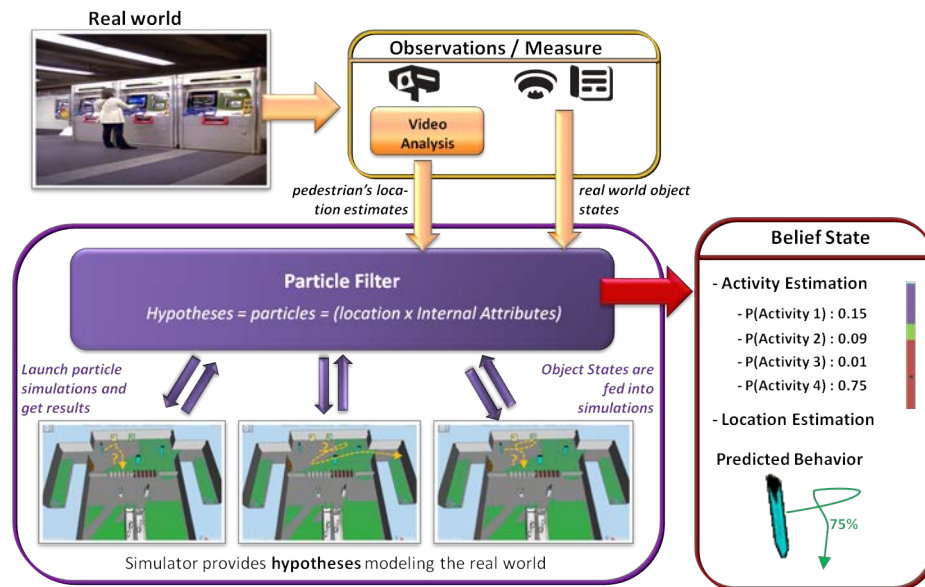 Real world
Observations / Measure
Video
Analysis
pedestrian's loca-
tion estimates
real world object
states
Particle Filter
Hypotheses = particles = (location x Internal Attributes)
Launch particle
simulations and
get results
Object States are
fed into
simulations
?
?
?
Simulator provides hypotheses modeling the real world
Belief State
- Activity Estimation
- P(Activity 1) : 0.15
- P(Activity 2) : 0.09
- P(Activity 3) : 0.01
- P(Activity 4) : 0.75
- Location Estimation
Predicted Behavior
75%